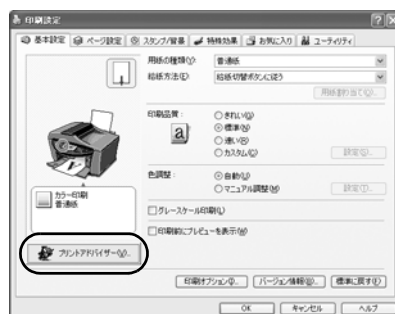 印刷設定
基本設定 ページ設定 スタンプ/背景 特殊効果 お気に入り ユーティリティ
用紙の種類(Y): 普通紙
給紙方法(E): 給紙切替ボタンに従う
用紙割り当て(G)...
印刷品質:
きれい(Q)
標準(N)
速い(B)
カスタム(C) 設定(O)...
色調整:
自動(U)
マニュアル調整(M) 設定(T)...
カラー印刷
普通紙
グレースケール印刷(L)
印刷前にプレビューを表示(W)
プリントアドバイザー(V)...
印刷オプション(P)... バージョン情報(B)... 標準に戻す(F)
OK キャンセル ヘルプ